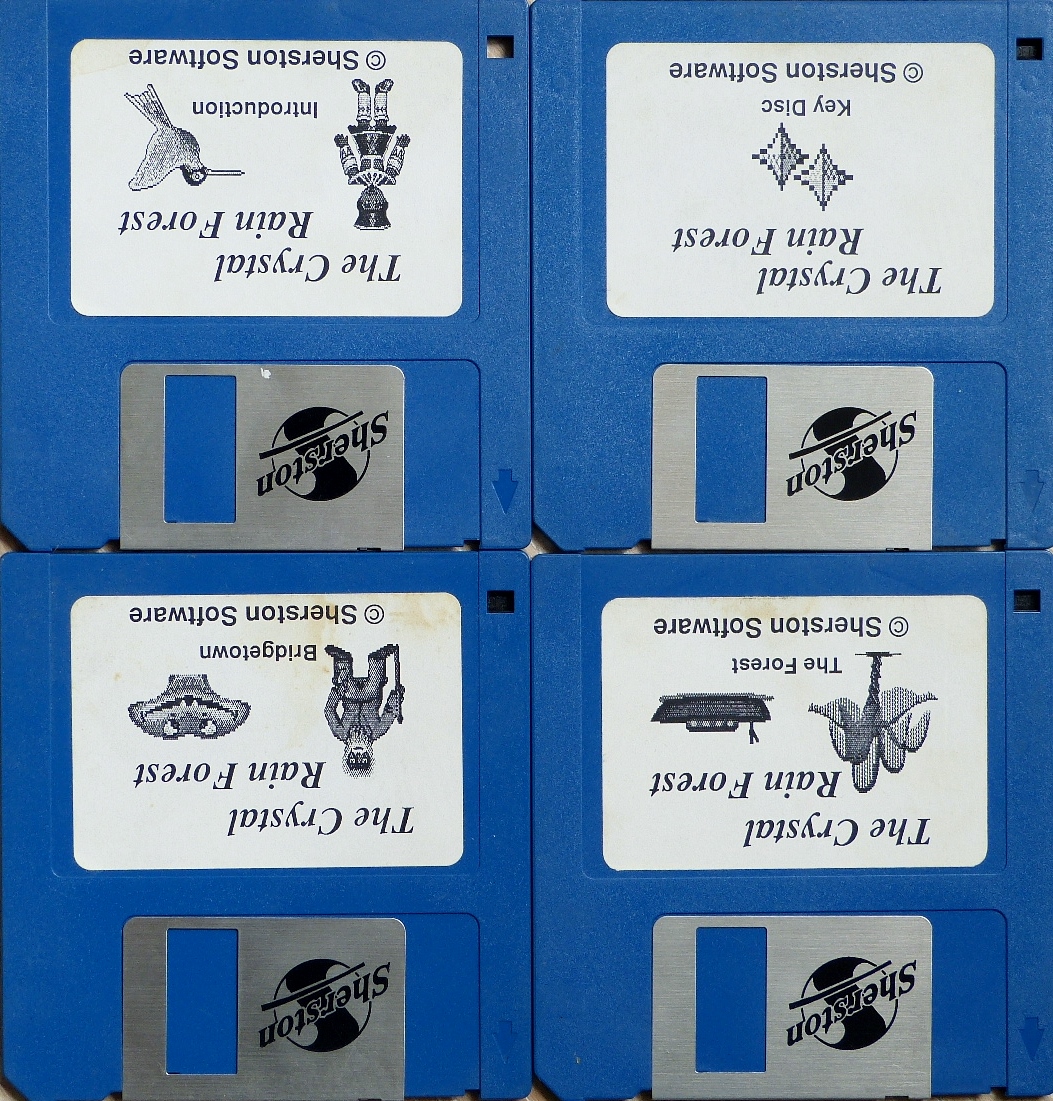 The Crystal
Rain Forest
Introduction
© Sherston Software
Sherston
The Crystal
Rain Forest
Key Disc
© Sherston Software
Sherston
The Crystal
Rain Forest
Bridgetown
© Sherston Software
Sherston
The Crystal
Rain Forest
The Forest
© Sherston Software
Sherston